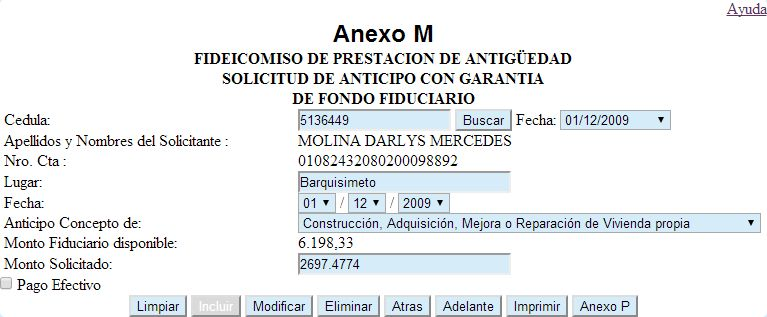 Ayuda
Anexo M
FIDEICOMISO DE PRESTACION DE ANTIGÜEDAD
SOLICITUD DE ANTICIPO CON GARANTIA
DE FONDO FIDUCIARIO
Cedula: 5136449 Buscar Fecha: 01/12/2009
Apellidos y Nombres del Solicitante : MOLINA DARLYS MERCEDES
Nro. Cta : 01082432080200098892
Lugar: Barquisimeto
Fecha: 01 / 12 / 2009
Anticipo Concepto de: Construcción, Adquisición, Mejora o Reparación de Vivienda propia
Monto Fiduciario disponible: 6.198,33
Monto Solicitado: 2697.4774
Pago Efectivo
Limpiar Incluir Modificar Eliminar Atras Adelante Imprimir Anexo P